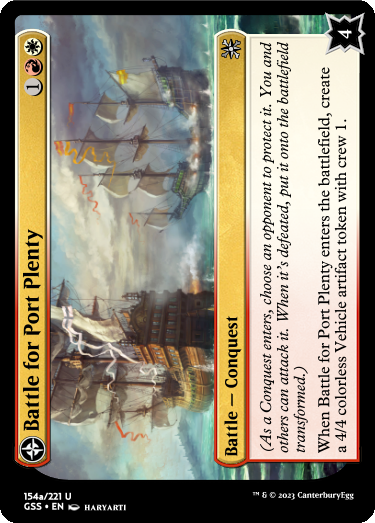 Battle for Port Plenty
1
Battle – Conquest
(As a Conquest enters, choose an opponent to protect it. You and
others can attack it. When it's defeated, put it onto the battlefield
transformed.)
When Battle for Port Plenty enters the battlefield, create
a 4/4 colorless Vehicle artifact token with crew 1.
4
154a/221 U
GSS • EN HARYARTI
™ & © 2023 CanterburyEgg